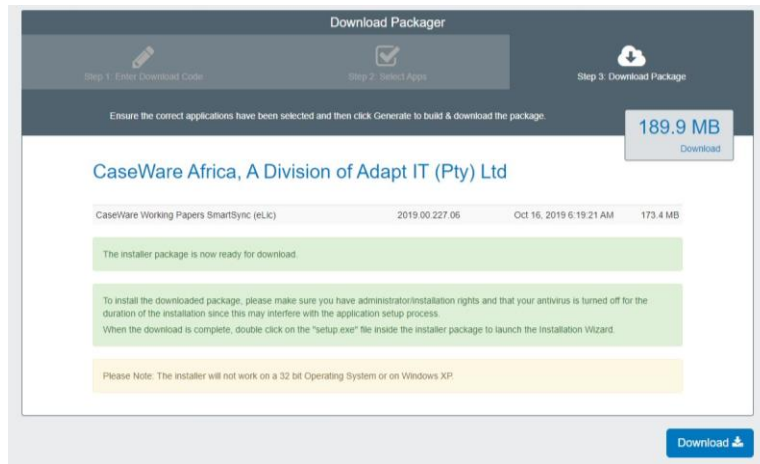 Download Packager
Step 1: Enter Download Code
Step 2: Select Apps
Step 3: Download Package
Ensure the correct applications have been selected and then click Generate to build & download the package.
189.9 MB
Download
CaseWare Africa, A Division of Adapt IT (Pty) Ltd
CaseWare Working Papers SmartSync (eLic) 2019.00.227.06 Oct 16, 2019 6:19:21 AM 173.4 MB
The installer package is now ready for download.
To install the downloaded package, please make sure you have administrator/installation rights and that your antivirus is turned off for the
duration of the installation since this may interfere with the application setup process.
When the download is complete, double click on the "setup.exe" file inside the installer package to launch the Installation Wizard.
Please Note: The installer will not work on a 32 bit Operating System or on Windows XP.
Download